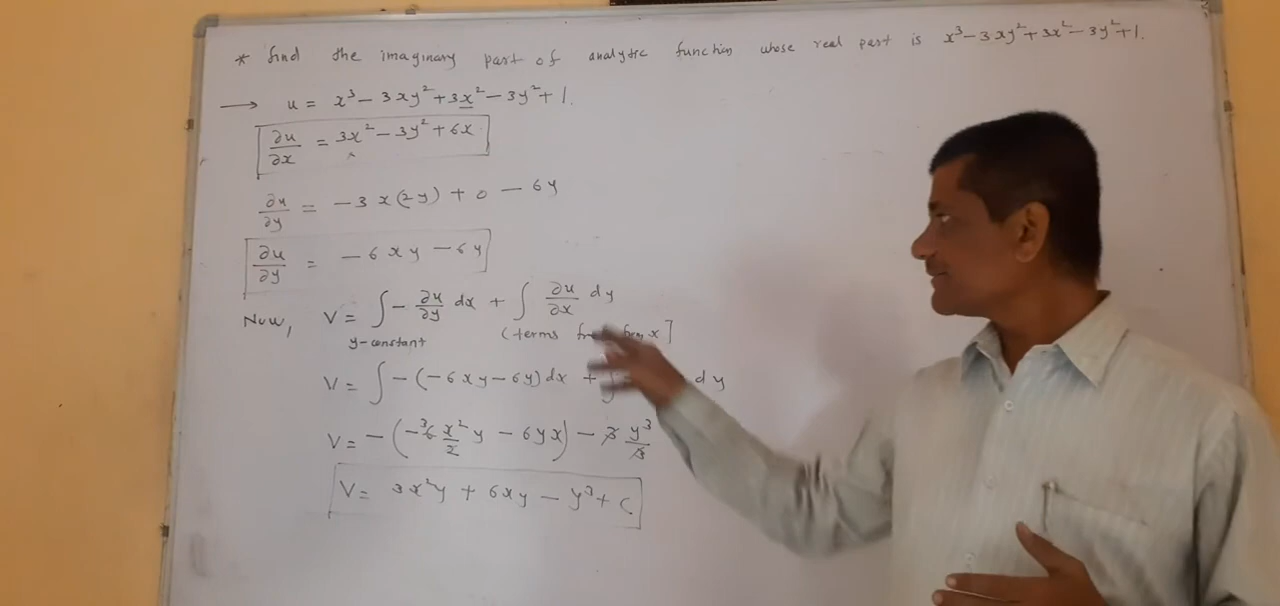 * find the imaginary part of analytic function whose real part is x³ - 3xy² + 3x² - 3y² + 1.
→ u = x³ - 3xy² + 3x² - 3y² + 1.
∂u/∂x = 3x² - 3y² + 6x
∂u/∂y = -3x(2y) + 0 - 6y
∂u/∂y = -6xy - 6y
Now, V = ∫ - ∂u/∂y dx + ∫ ∂u/∂x dy
y-constant (terms x]
V = ∫ -(-6xy - 6y) dx + ∫ dy
V = -(-6 x²/2 y - 6yx) - 3 y³/3
V = 3x²y + 6xy - y³ + C